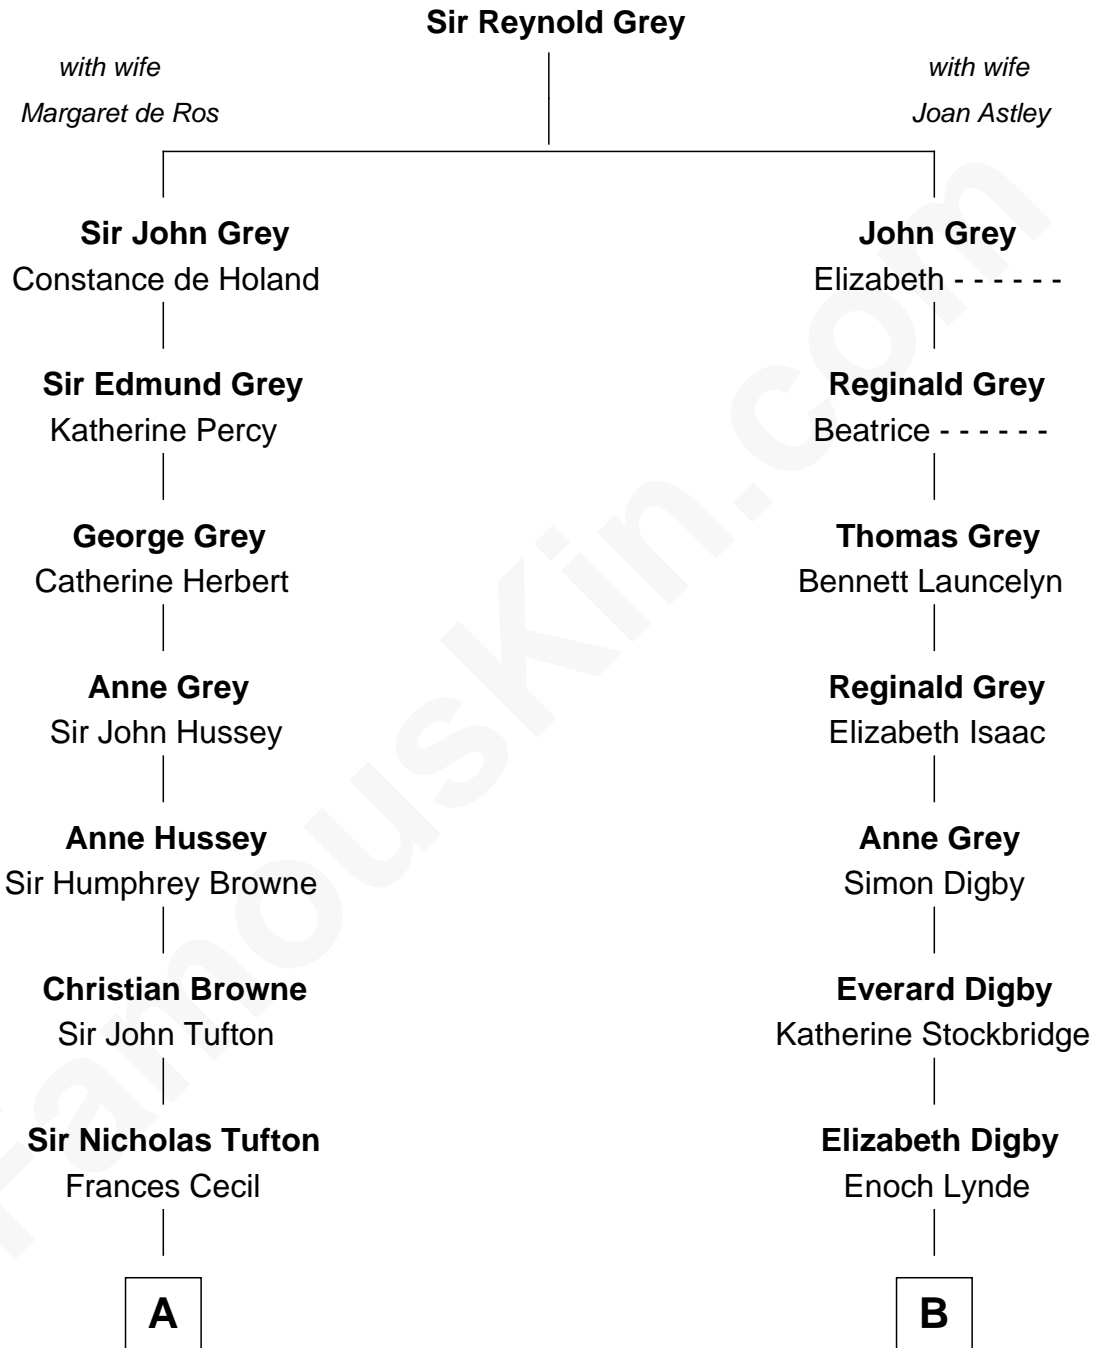 Sir Reynold Grey
with wife
Margaret de Ros
with wife
Joan Astley
Sir John Grey
Constance de Holand
John Grey
Elizabeth - - - - - -
Sir Edmund Grey
Katherine Percy
Reginald Grey
Beatrice - - - - - -
George Grey
Catherine Herbert
Thomas Grey
Bennett Launcelyn
Anne Grey
Sir John Hussey
Reginald Grey
Elizabeth Isaac
Anne Hussey
Sir Humphrey Browne
Anne Grey
Simon Digby
Christian Browne
Sir John Tufton
Everard Digby
Katherine Stockbridge
Sir Nicholas Tufton
Frances Cecil
Elizabeth Digby
Enoch Lynde
A
B
FamousKin.com